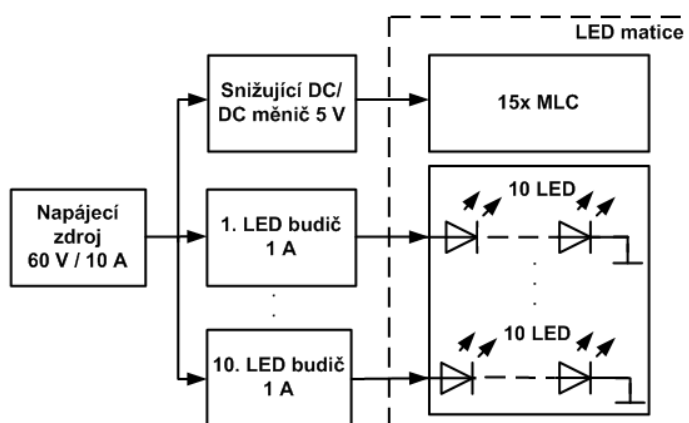 LED matice
Snižující DC/
DC měnič 5 V
15x MLC
Napájecí
zdroj
60 V / 10 A
1. LED budič
1 A
10 LED
10. LED budič
1 A
10 LED